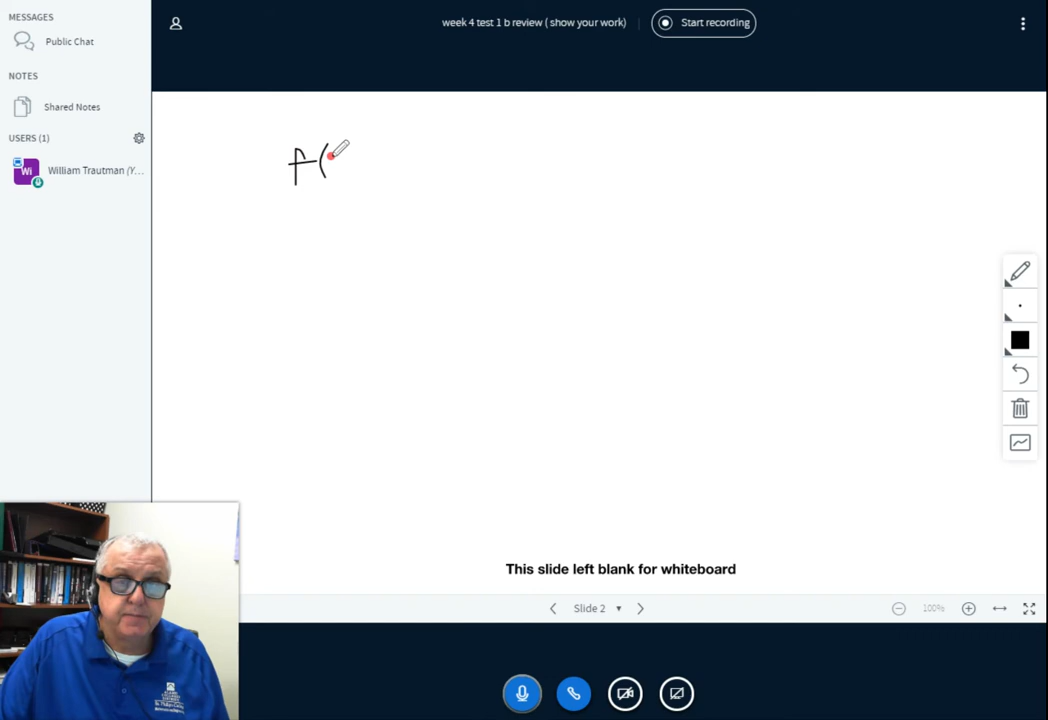 MESSAGES
Public Chat
NOTES
Shared Notes
USERS (1)
Wi
William Trautman (Y...
week 4 test 1 b review ( show your work)
Start recording
f(
This slide left blank for whiteboard
Slide 2
100%